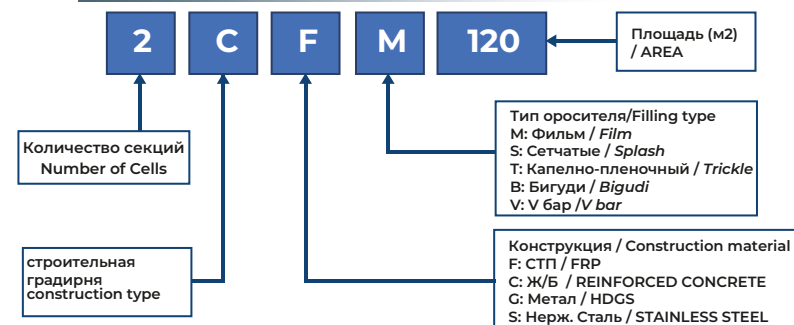 2 C F M 120
Площадь (м2)
/ AREA
Количество секций
Number of Cells
Тип оросителя/Filling type
M: Фильм / Film
S: Сетчатые / Splash
T: Капелно-пленочный / Trickle
B: Бигуди / Bigudi
V: V бар /V bar
строительная
градирня
construction type
Конструкция / Construction material
F: СТП / FRP
C: Ж/Б / REINFORCED CONCRETE
G: Метал / HDGS
S: Нерж. Сталь / STAINLESS STEEL